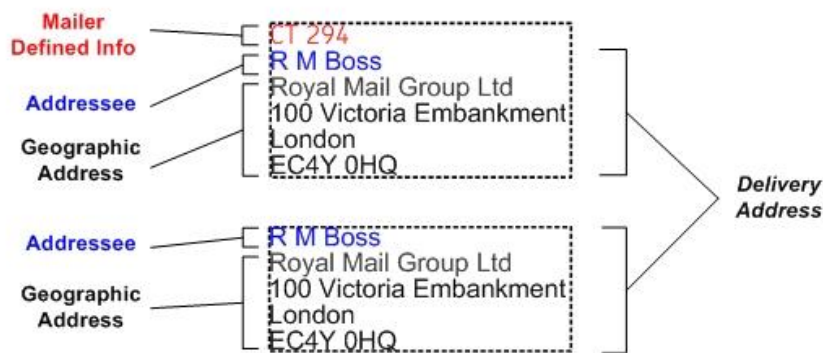 Mailer
Defined Info
CT 294
R M Boss
Addressee
Royal Mail Group Ltd
100 Victoria Embankment
Geographic
Address
London
EC4Y 0HQ
Delivery
Address
Addressee
R M Boss
Royal Mail Group Ltd
Geographic
Address
100 Victoria Embankment
London
EC4Y 0HQ